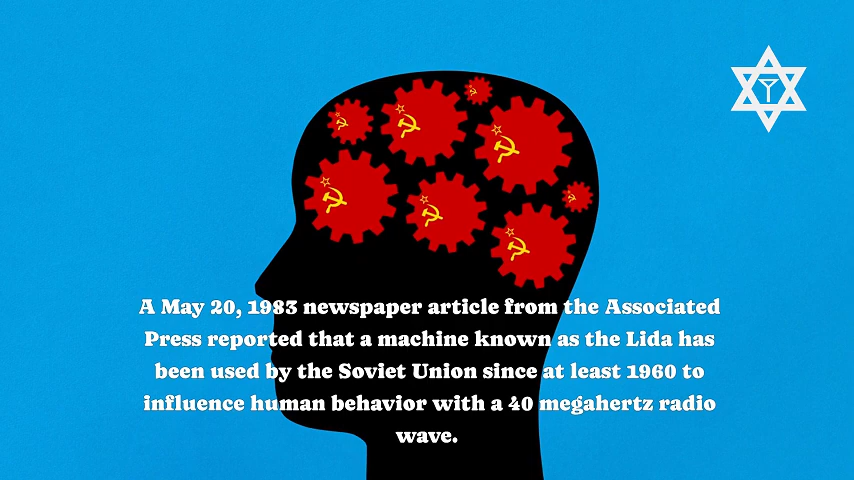 A May 20, 1983 newspaper article from the Associated
Press reported that a machine known as the Lida has
been used by the Soviet Union since at least 1960 to
influence human behavior with a 40 megahertz radio
wave.